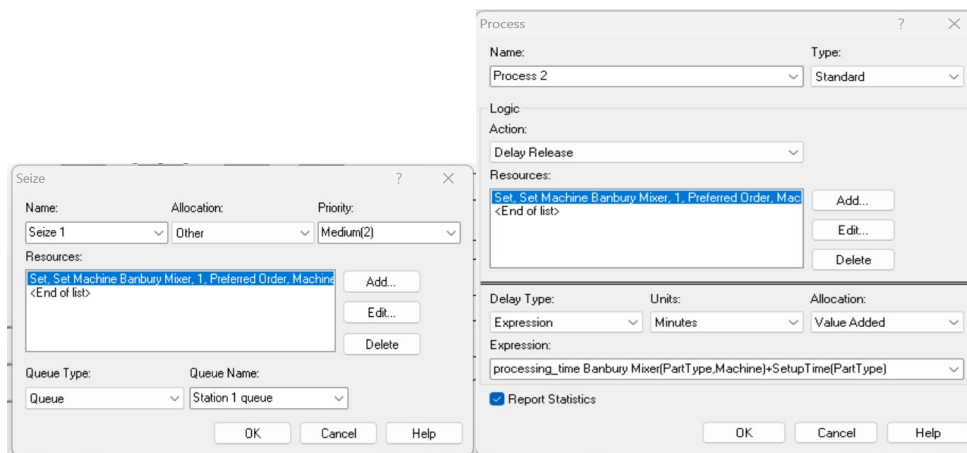 Seize ?
Name: Allocation: Priority:
Seize 1 Other Medium(2)
Resources:
Set, Set Machine Banbury Mixer, 1, Preferred Order, Machine
<End of list>
Add...
Edit...
Delete
Queue Type: Queue Name:
Queue Station 1 queue
OK Cancel Help
Process ?
Name: Type:
Process 2 Standard
Logic
Action:
Delay Release
Resources:
Set, Set Machine Banbury Mixer, 1, Preferred Order, Mac
<End of list>
Add...
Edit...
Delete
Delay Type: Units: Allocation:
Expression Minutes Value Added
Expression:
processing_time Banbury Mixer(PartType,Machine)+SetupTime(PartType)
Report Statistics
OK Cancel Help